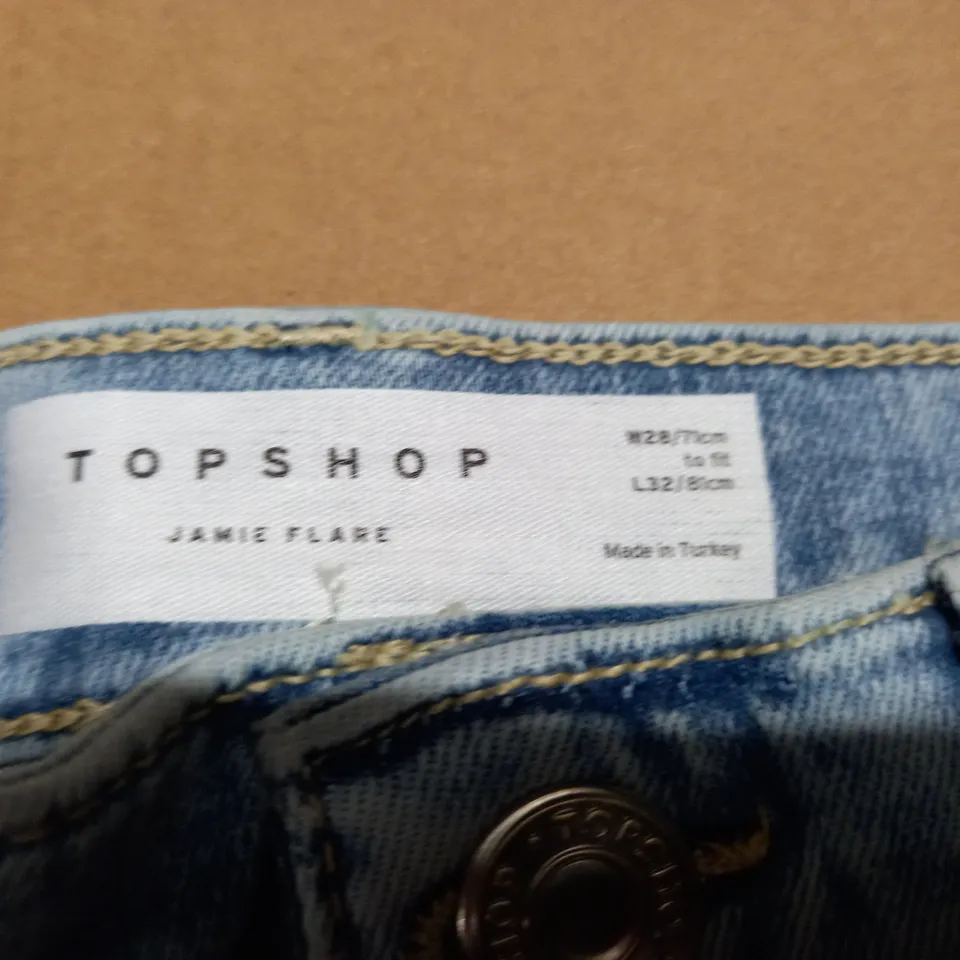 TOPSHOP
JAMIE FLARE
W28/71cm
to fit
L32/81cm
Made in Turkey